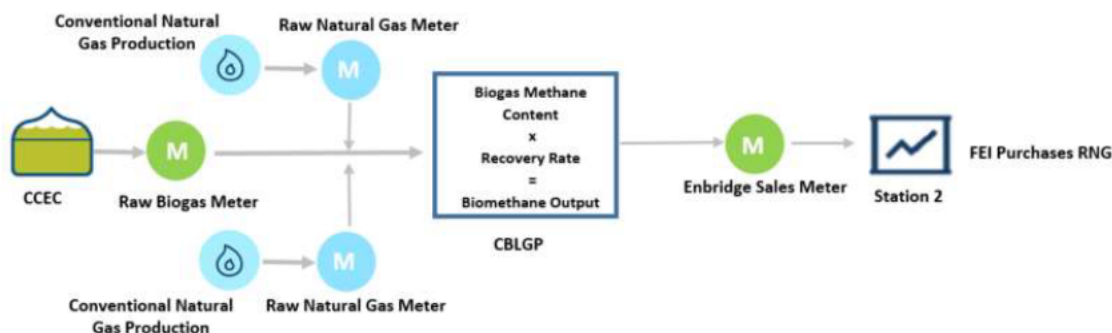 Conventional Natural
Gas Production
Raw Natural Gas Meter
M
Biogas Methane
Content
x
Recovery Rate
=
Biomethane Output
M
M
FEI Purchases RNG
CCEC
Raw Biogas Meter
Enbridge Sales Meter
Station 2
CBLGP
M
Conventional Natural
Gas Production
Raw Natural Gas Meter